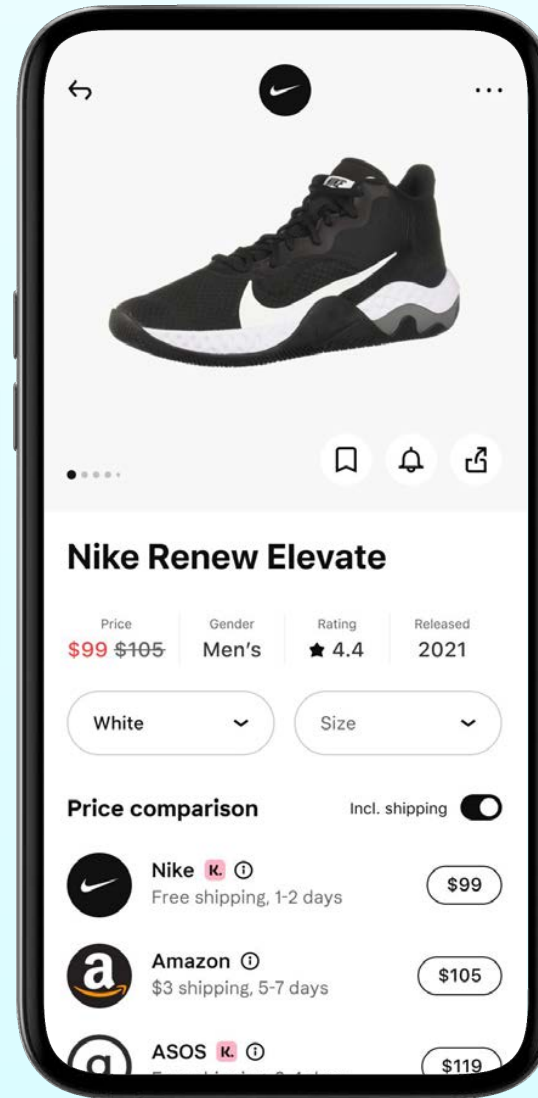 NIKE
Nike Renew Elevate
Price Gender Rating Released
$99 $105 Men's 4.4 2021
White Size
Price comparison Incl. shipping
Nike K. $99
Free shipping, 1-2 days
Amazon $105
$3 shipping, 5-7 days
ASOS K. $119